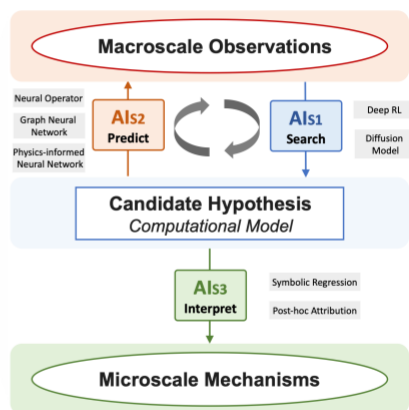 Macroscale Observations
Neural Operator
Graph Neural
Network
Physics-informed
Neural Network
AIS2
Predict
AIS1
Search
Deep RL
Diffusion
Model
Candidate Hypothesis
Computational Model
AIS3
Interpret
Symbolic Regression
Post-hoc Attribution
Microscale Mechanisms